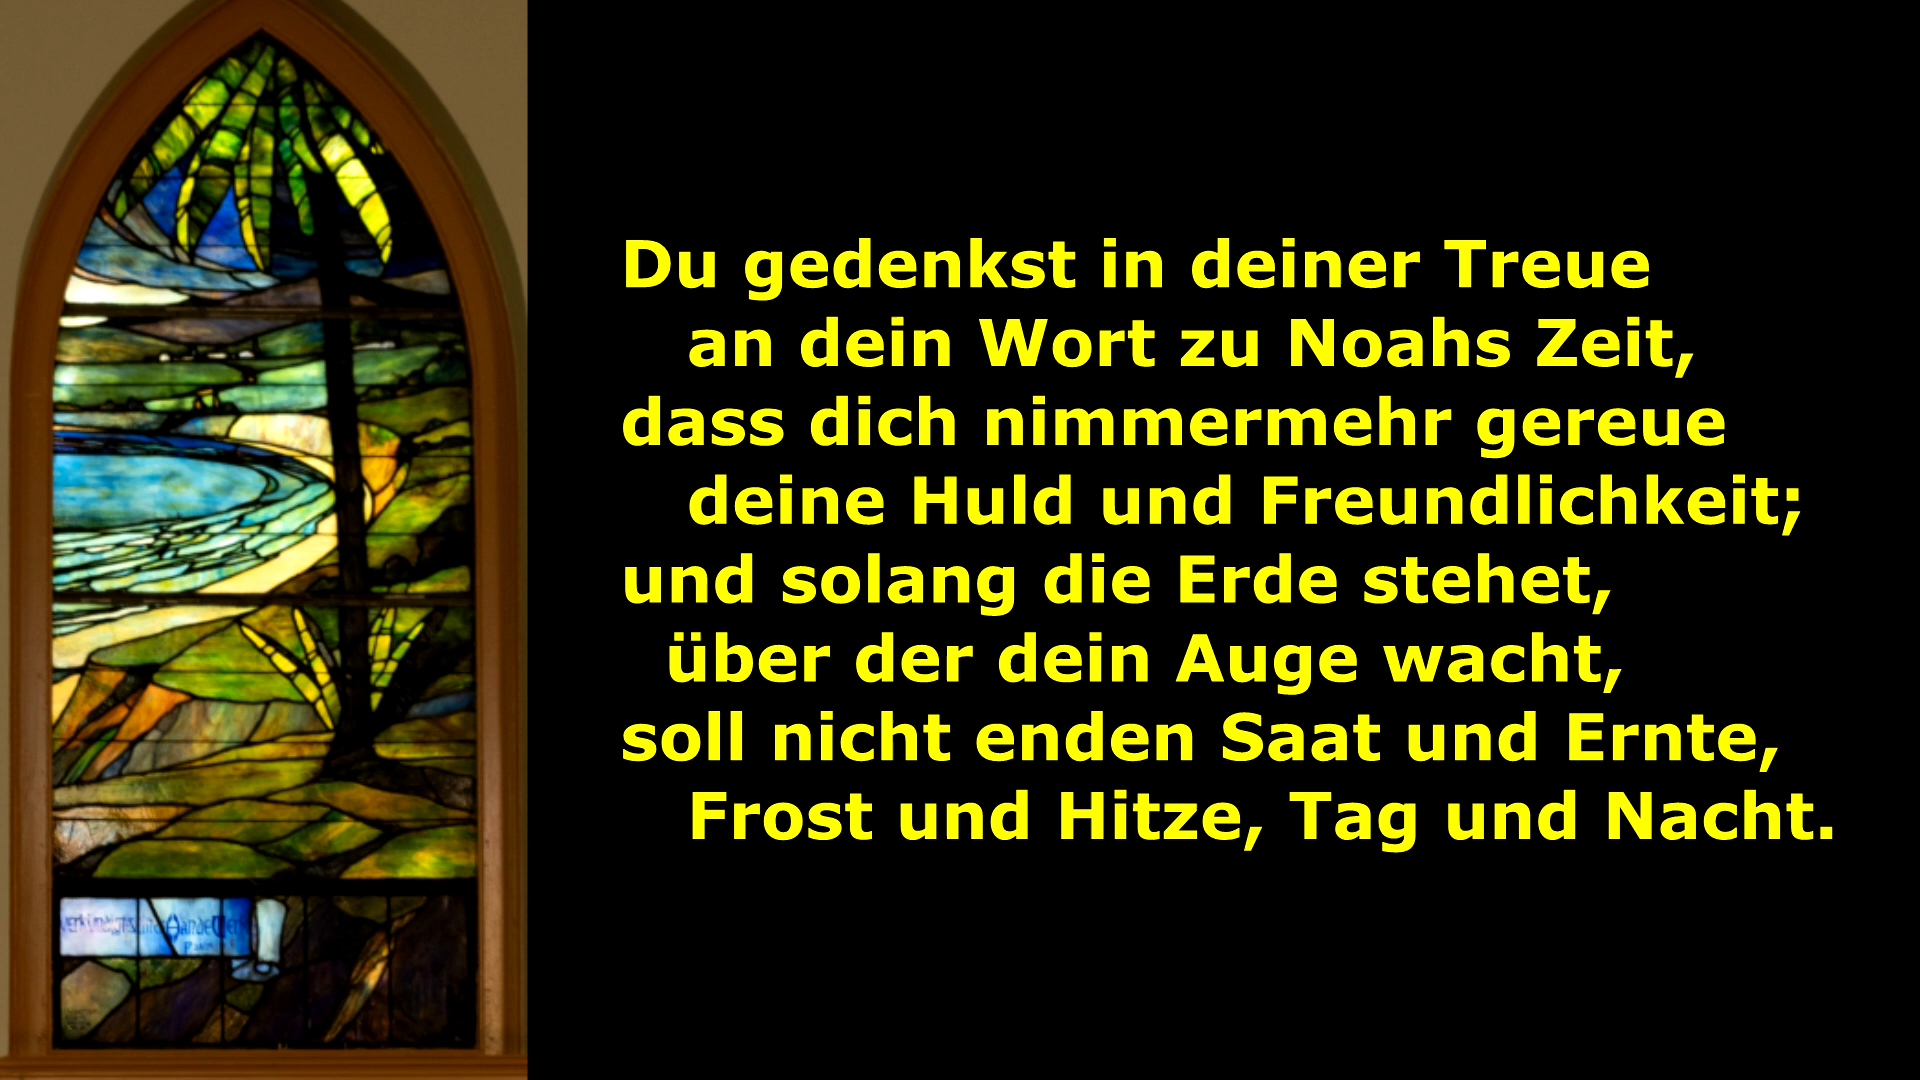 Du gedenkst in deiner Treue
an dein Wort zu Noahs Zeit,
dass dich nimmermehr gereue
deine Huld und Freundlichkeit;
und solang die Erde stehet,
über der dein Auge wacht,
soll nicht enden Saat und Ernte,
Frost und Hitze, Tag und Nacht.